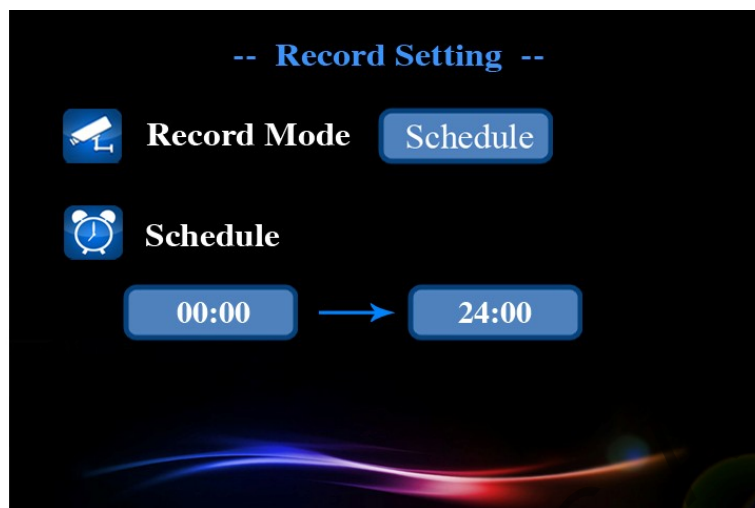 -- Record Setting --
Record Mode Schedule
Schedule
00:00 24:00